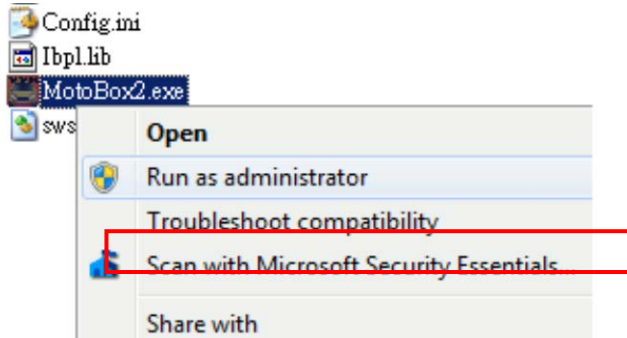 Config.ini
Ibpl.lib
MotoBox2.exe
sws
Open
Run as administrator
Troubleshoot compatibility
Scan with Microsoft Security Essentials...
Share with